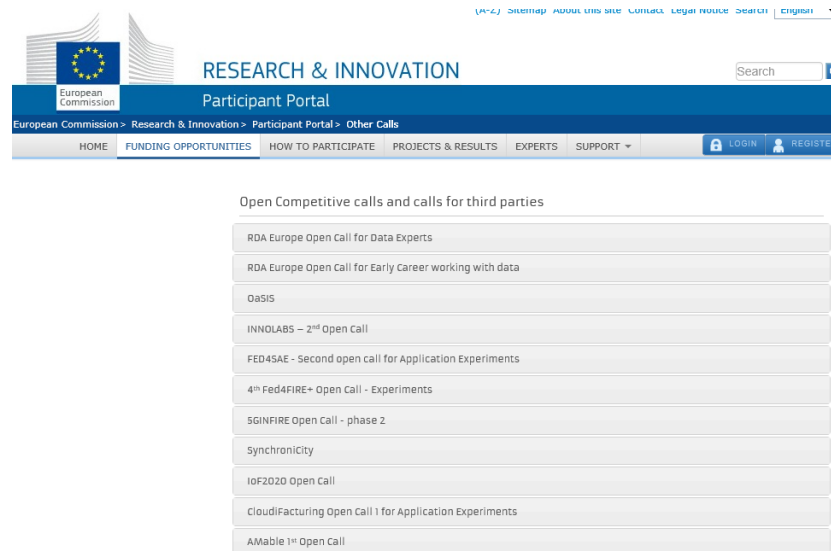 (A-Z) Sitemap About this site Contact Legal Notice Search English
European
Commission
RESEARCH & INNOVATION
Participant Portal
Search
European Commission > Research & Innovation > Participant Portal > Other Calls
HOME FUNDING OPPORTUNITIES HOW TO PARTICIPATE PROJECTS & RESULTS EXPERTS SUPPORT LOGIN REGISTE
Open Competitive calls and calls for third parties
RDA Europe Open Call for Data Experts
RDA Europe Open Call for Early Career working with data
OaSIS
INNOLABS – 2nd Open Call
FED4SAE - Second open call for Application Experiments
4th Fed4FIRE+ Open Call - Experiments
5GINFIRE Open Call - phase 2
SynchroniCity
IoF2020 Open Call
CloudiFacturing Open Call 1 for Application Experiments
AMable 1st Open Call